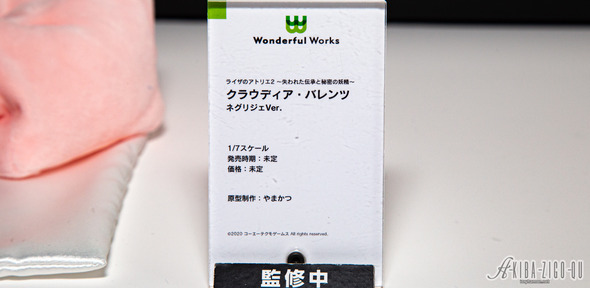 Wonderful Works
ライザのアトリエ2 ～失われた伝承と秘密の妖精～
クラウディア・バレンツ
ネグリジェVer.
1/7スケール
発売時期：未定
価格：未定
原型制作：やまかつ
©2020 コーエーテクモゲームス All rights reserved.
監修中
AKIBA-ZIGO-OU